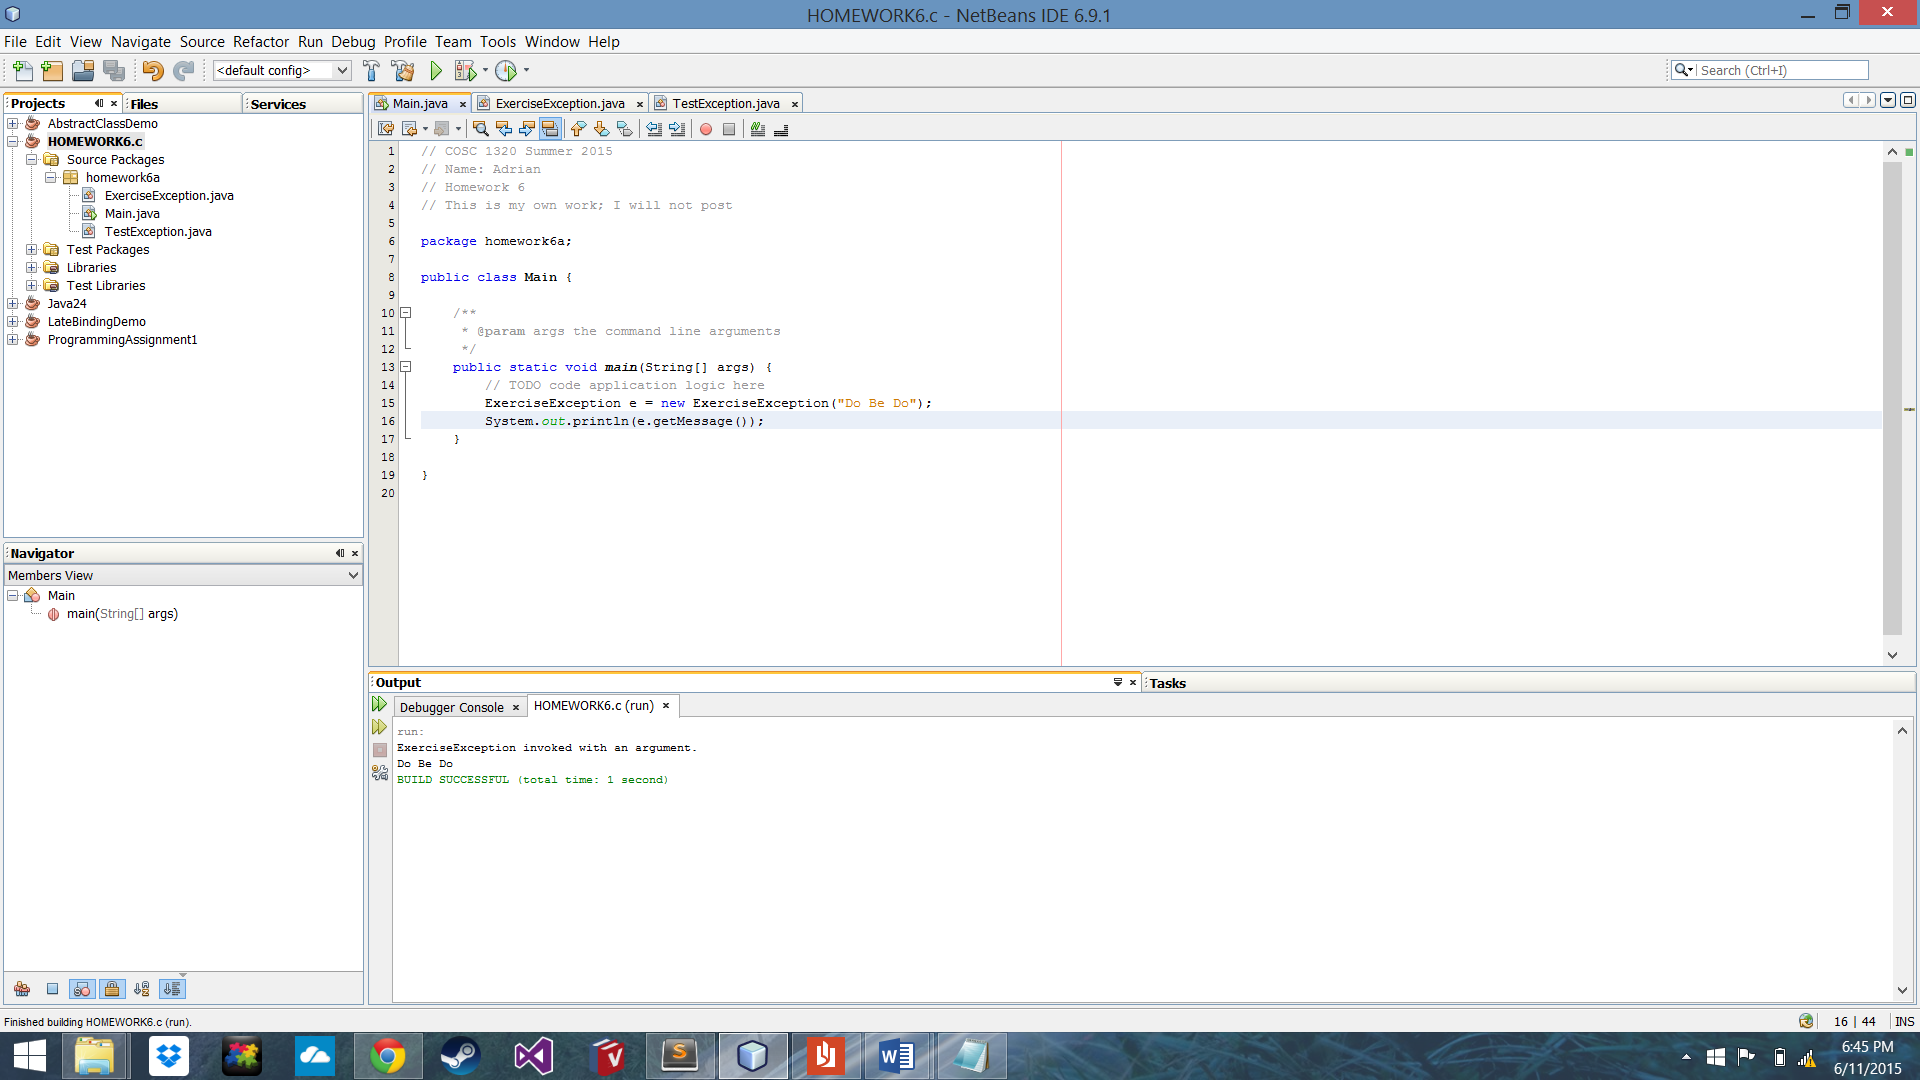 HOMEWORK6.c - NetBeans IDE 6.9.1
File Edit View Navigate Source Refactor Run Debug Profile Team Tools Window Help
<default config>
Search (Ctrl+I)
Projects
Files
Services
AbstractClassDemo
HOMEWORK6.c
Source Packages
homework6a
ExerciseException.java
Main.java
TestException.java
Test Packages
Libraries
Test Libraries
Java24
LateBindingDemo
ProgrammingAssignment1
Navigator
Members View
Main
main(String[] args)
Main.java
ExerciseException.java
TestException.java
1 // COSC 1320 Summer 2015
2 // Name: Adrian
3 // Homework 6
4 // This is my own work; I will not post
5
6 package homework6a;
7
8 public class Main {
9
10 /**
11 * @param args the command line arguments
12 */
13 public static void main(String[] args) {
14 // TODO code application logic here
15 ExerciseException e = new ExerciseException("Do Be Do");
16 System.out.println(e.getMessage());
17 }
18
19 }
20
Output
Tasks
Debugger Console
HOMEWORK6.c (run)
run:
ExerciseException invoked with an argument.
Do Be Do
BUILD SUCCESSFUL (total time: 1 second)
Finished building HOMEWORK6.c (run).
16 | 44 INS
6:45 PM
6/11/2015